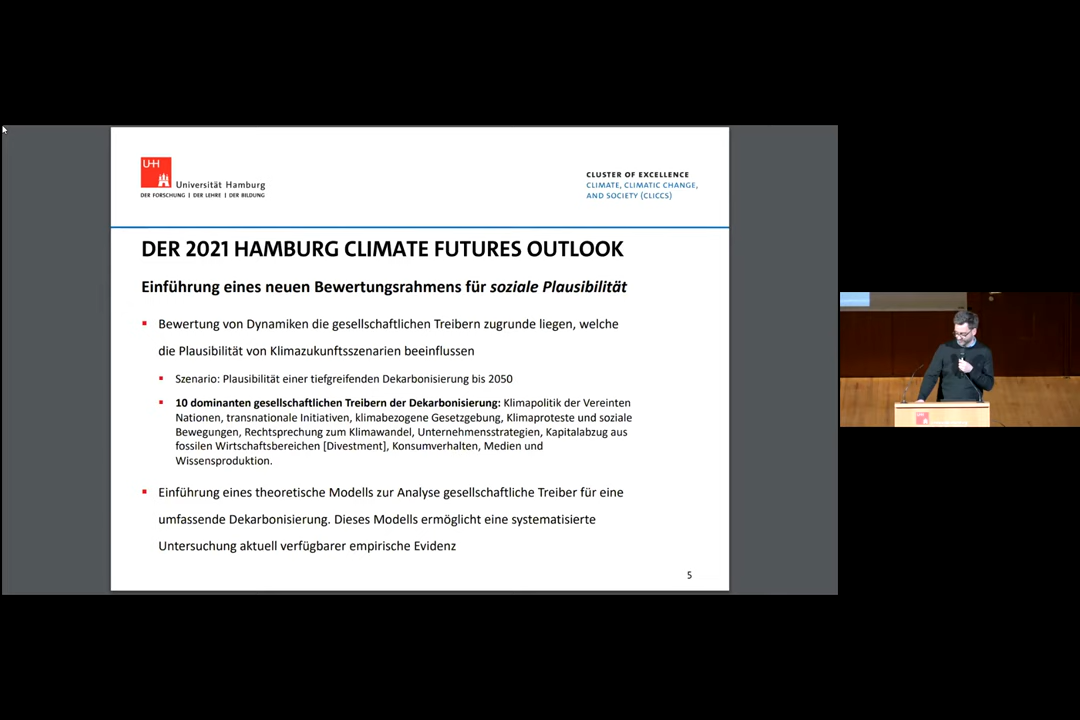 UH
Universität Hamburg
DER FORSCHUNG | DER LEHRE | DER BILDUNG
CLUSTER OF EXCELLENCE
CLIMATE, CLIMATIC CHANGE,
AND SOCIETY (CLICCS)
DER 2021 HAMBURG CLIMATE FUTURES OUTLOOK
Einführung eines neuen Bewertungsrahmens für soziale Plausibilität
Bewertung von Dynamiken die gesellschaftlichen Treibern zugrunde liegen, welche
die Plausibilität von Klimazukunftsszenarien beeinflussen
Szenario: Plausibilität einer tiefgreifenden Dekarbonisierung bis 2050
10 dominanten gesellschaftlichen Treibern der Dekarbonisierung: Klimapolitik der Vereinten
Nationen, transnationale Initiativen, klimabezogene Gesetzgebung, Klimaproteste und soziale
Bewegungen, Rechtsprechung zum Klimawandel, Unternehmensstrategien, Kapitalabzug aus
fossilen Wirtschaftsbereichen [Divestment], Konsumverhalten, Medien und
Wissensproduktion.
Einführung eines theoretische Modells zur Analyse gesellschaftliche Treiber für eine
umfassende Dekarbonisierung. Dieses Modells ermöglicht eine systematisierte
Untersuchung aktuell verfügbarer empirische Evidenz
5